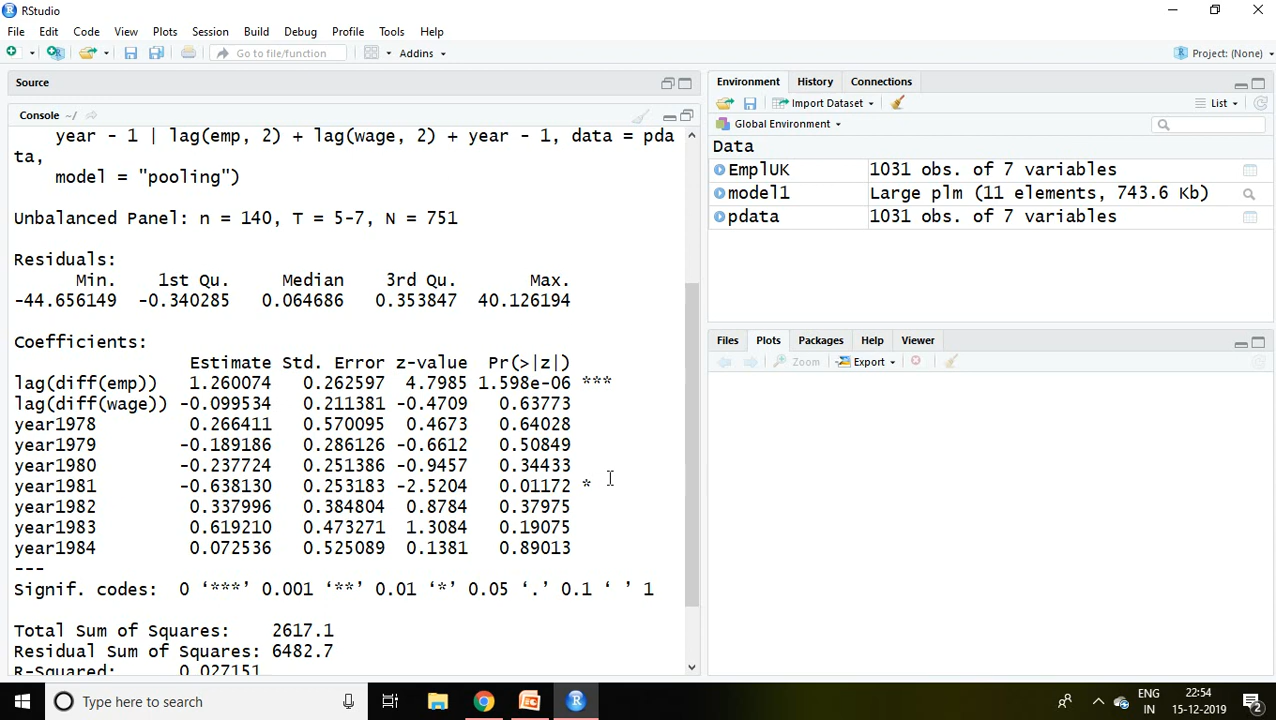 RStudio
File Edit Code View Plots Session Build Debug Profile Tools Help
Go to file/function Addins Project: (None)
Source
Console ~/
year - 1 | lag(emp, 2) + lag(wage, 2) + year - 1, data = pda
ta,
model = "pooling")
Unbalanced Panel: n = 140, T = 5-7, N = 751
Residuals:
Min. 1st Qu. Median 3rd Qu. Max.
-44.656149 -0.340285 0.064686 0.353847 40.126194
Coefficients:
Estimate Std. Error z-value Pr(>|z|)
lag(diff(emp)) 1.260074 0.262597 4.7985 1.598e-06 ***
lag(diff(wage)) -0.099534 0.211381 -0.4709 0.63773
year1978 0.266411 0.570095 0.4673 0.64028
year1979 -0.189186 0.286126 -0.6612 0.50849
year1980 -0.237724 0.251386 -0.9457 0.34433
year1981 -0.638130 0.253183 -2.5204 0.01172 *
year1982 0.337996 0.384804 0.8784 0.37975
year1983 0.619210 0.473271 1.3084 0.19075
year1984 0.072536 0.525089 0.1381 0.89013
---
Signif. codes: 0 ‘***’ 0.001 ‘**’ 0.01 ‘*’ 0.05 ‘.’ 0.1 ‘ ’ 1
Total Sum of Squares: 2617.1
Residual Sum of Squares: 6482.7
R-Squared: 0.027151
Environment History Connections
Import Dataset List
Global Environment
Data
EmplUK 1031 obs. of 7 variables
model1 Large plm (11 elements, 743.6 Kb)
pdata 1031 obs. of 7 variables
Files Plots Packages Help Viewer
Zoom Export
Type here to search
ENG 22:54
IN 15-12-2019 2